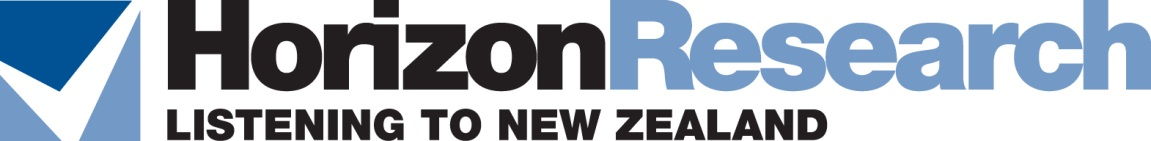 HorizonResearch
LISTENING TO NEW ZEALAND